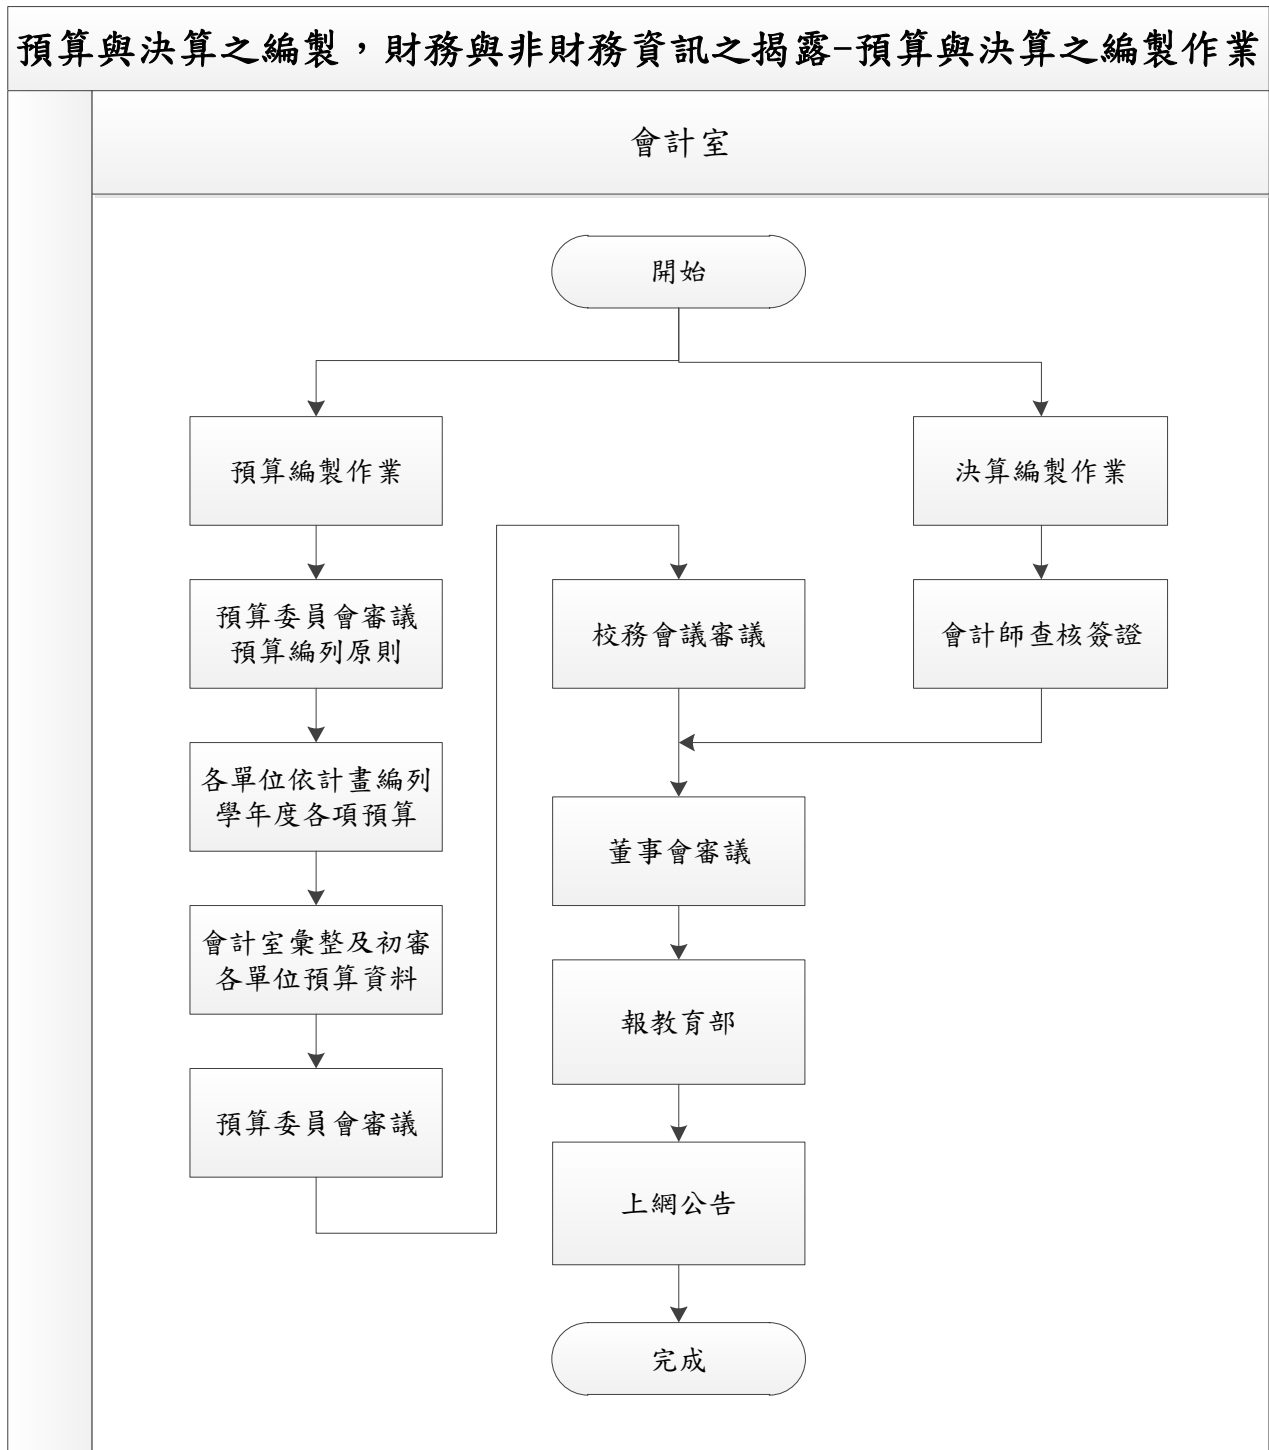 預算與決算之編製，財務與非財務資訊之揭露-預算與決算之編製作業
會計室
開始
預算編製作業
預算委員會審議
預算編列原則
各單位依計畫編列
學年度各項預算
會計室彙整及初審
各單位預算資料
預算委員會審議
校務會議審議
決算編製作業
會計師查核簽證
董事會審議
報教育部
上網公告
完成